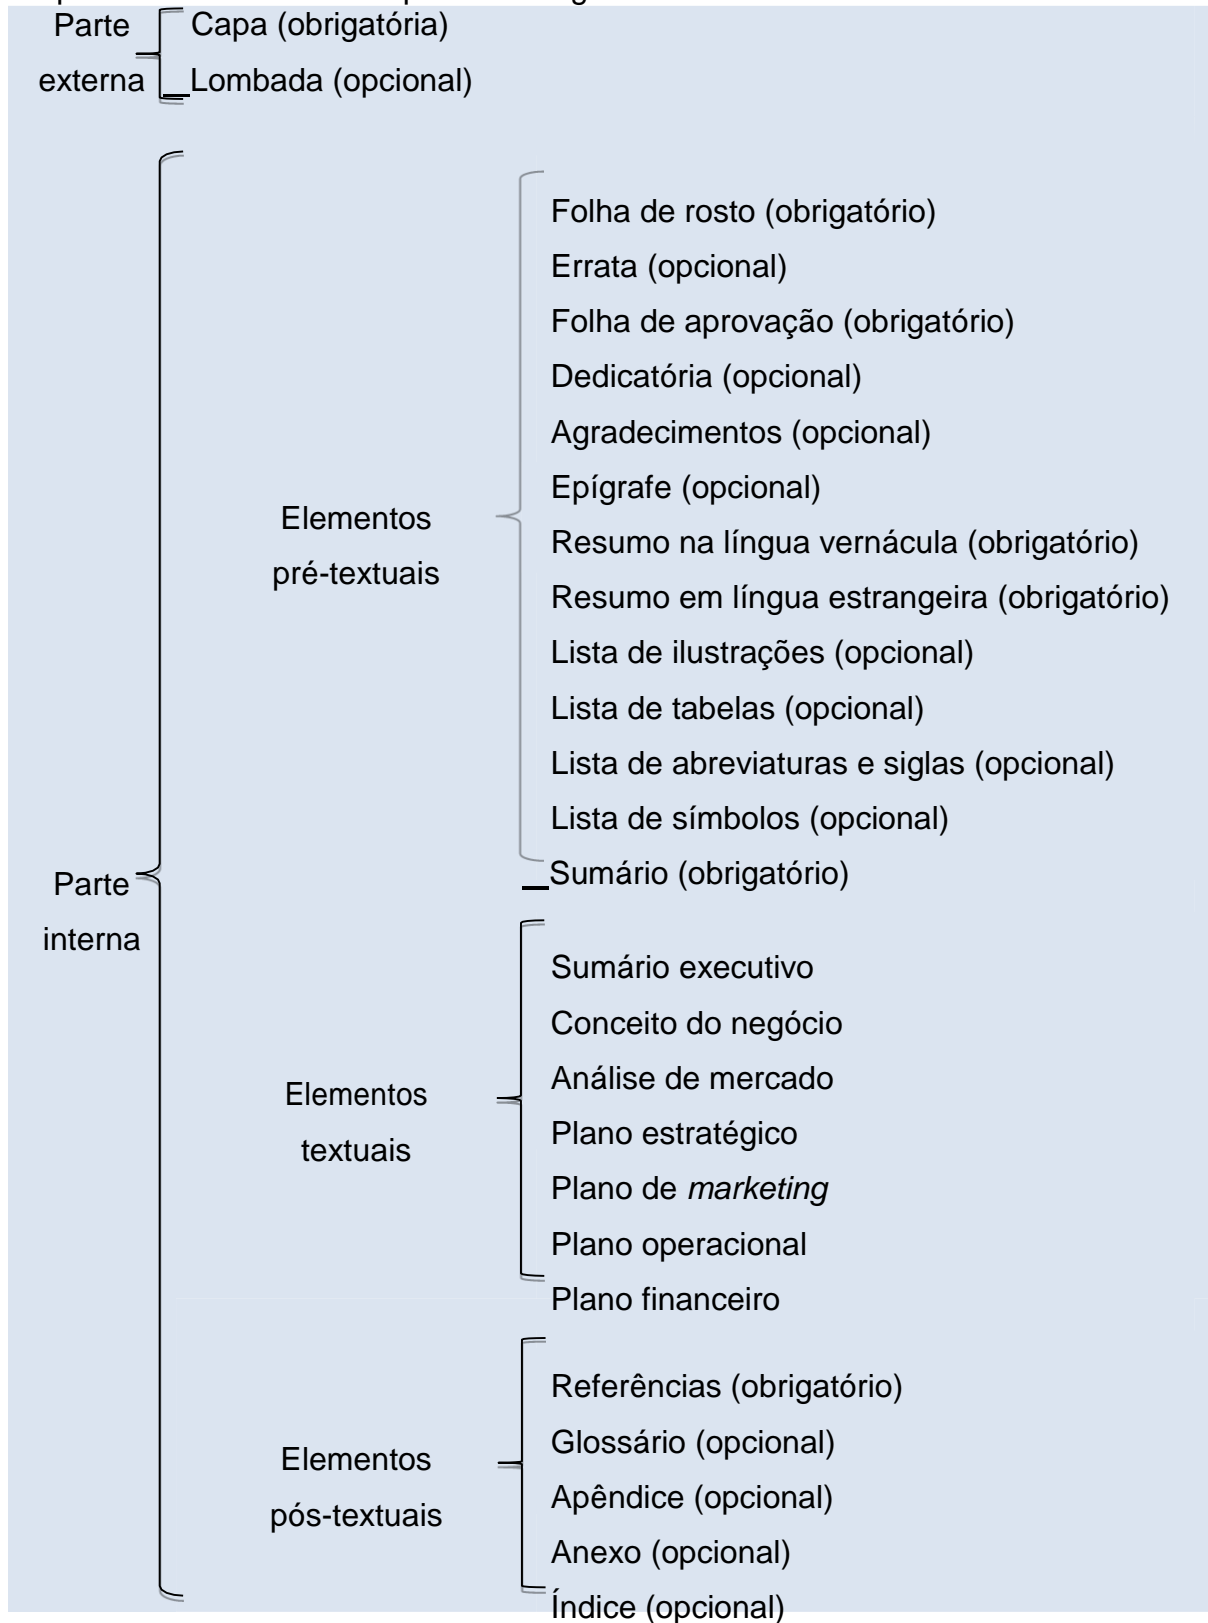 Parte
externa
Capa (obrigatória)
Lombada (opcional)
Parte
interna
Elementos
pré-textuais
Folha de rosto (obrigatório)
Errata (opcional)
Folha de aprovação (obrigatório)
Dedicatória (opcional)
Agradecimentos (opcional)
Epígrafe (opcional)
Resumo na língua vernácula (obrigatório)
Resumo em língua estrangeira (obrigatório)
Lista de ilustrações (opcional)
Lista de tabelas (opcional)
Lista de abreviaturas e siglas (opcional)
Lista de símbolos (opcional)
Sumário (obrigatório)
Elementos
textuais
Sumário executivo
Conceito do negócio
Análise de mercado
Plano estratégico
Plano de marketing
Plano operacional
Plano financeiro
Elementos
pós-textuais
Referências (obrigatório)
Glossário (opcional)
Apêndice (opcional)
Anexo (opcional)
Índice (opcional)